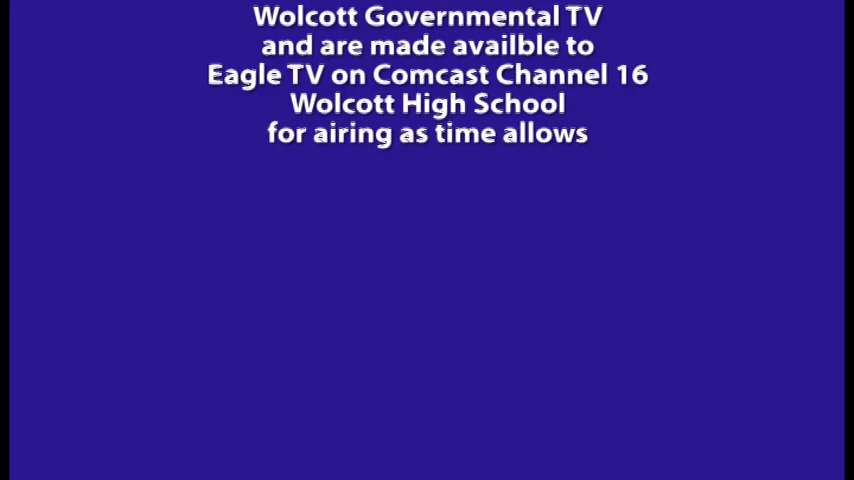 Wolcott Governmental TV
and are made availble to
Eagle TV on Comcast Channel 16
Wolcott High School
for airing as time allows